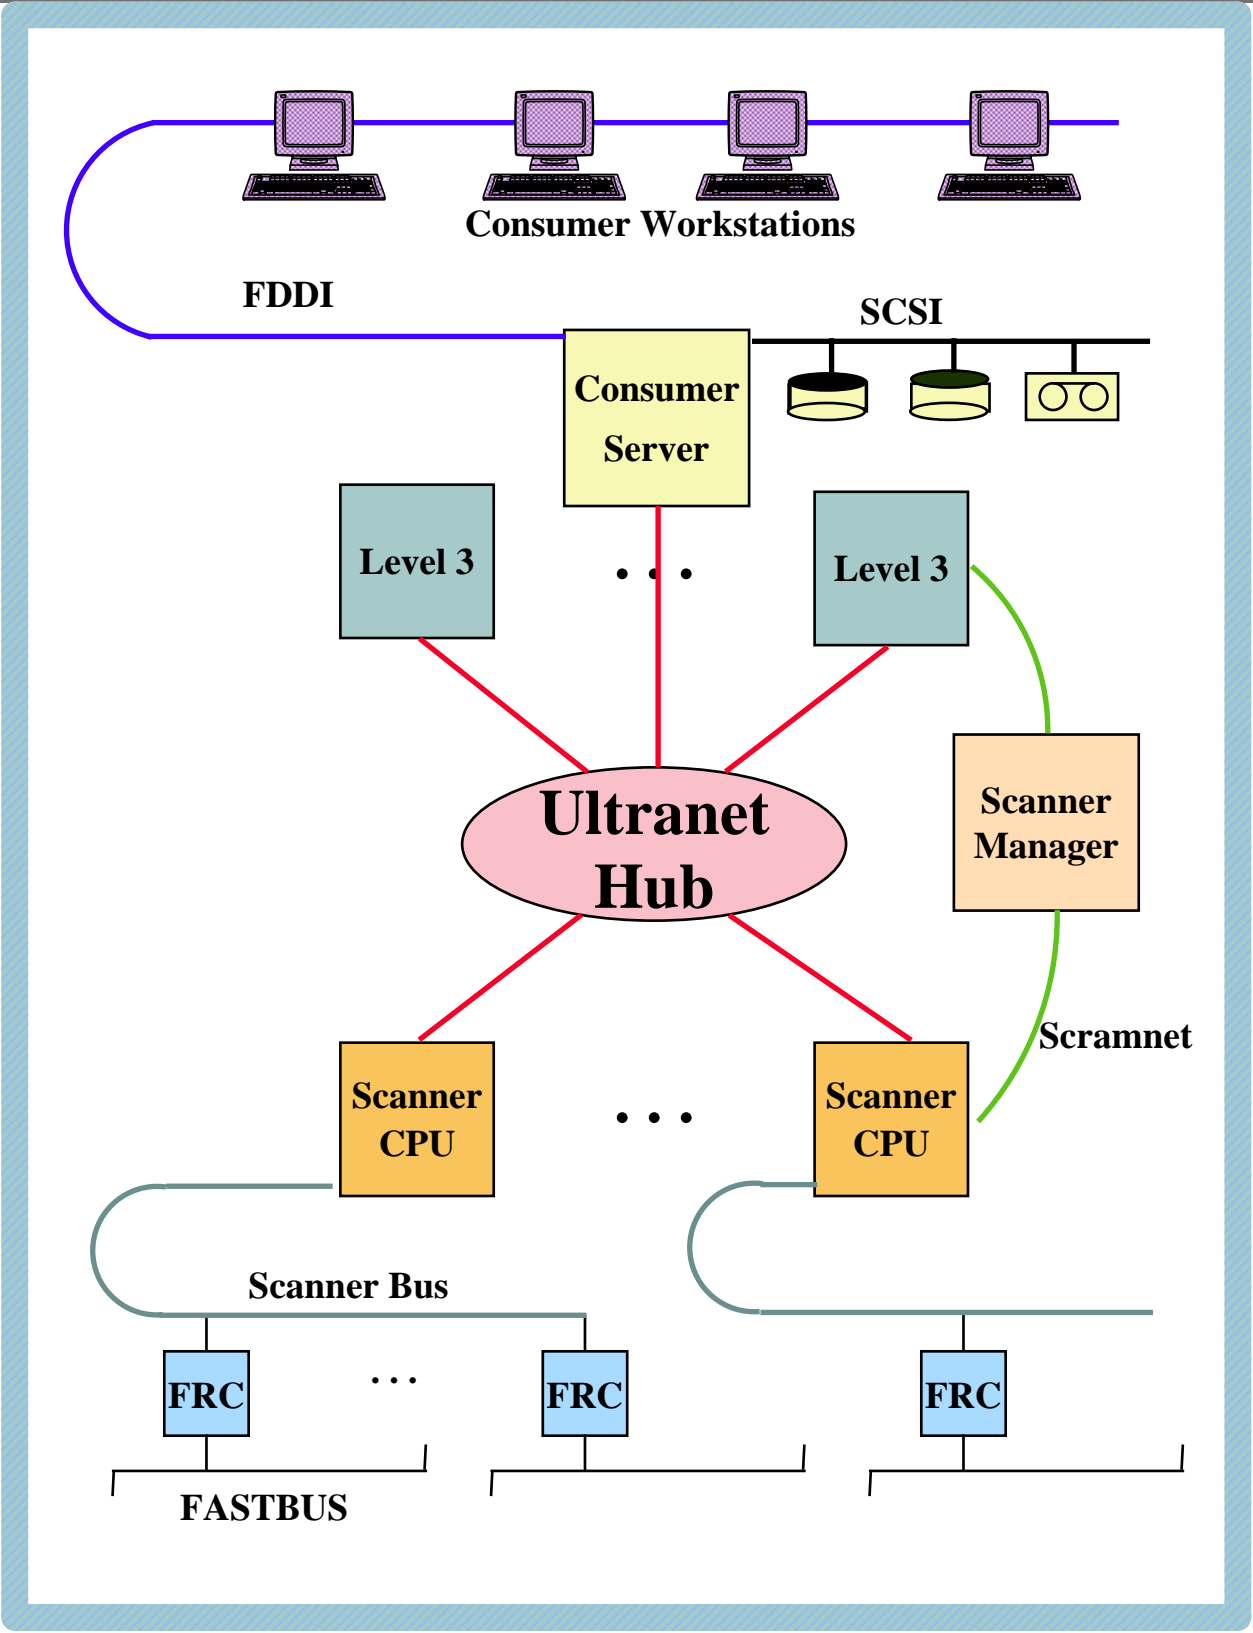 Consumer Workstations
FDDI
SCSI
Consumer
Server
Level 3
. . .
Level 3
Ultranet
Hub
Scanner
Manager
Scramnet
Scanner
CPU
. . .
Scanner
CPU
Scanner Bus
FRC
. . .
FRC
FRC
FASTBUS